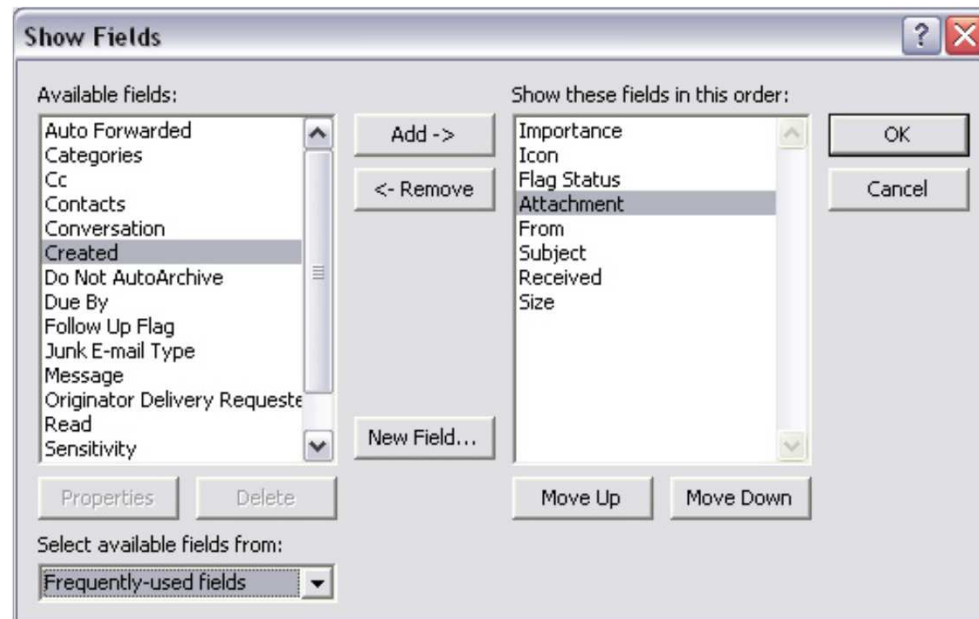 Show Fields
Available fields:
Auto Forwarded
Categories
Cc
Contacts
Conversation
Created
Do Not AutoArchive
Due By
Follow Up Flag
Junk E-mail Type
Message
Originator Delivery Requeste
Read
Sensitivity
Properties
Delete
Select available fields from:
Frequently-used fields
Add ->
<- Remove
New Field...
Show these fields in this order:
Importance
Icon
Flag Status
Attachment
From
Subject
Received
Size
Move Up
Move Down
OK
Cancel